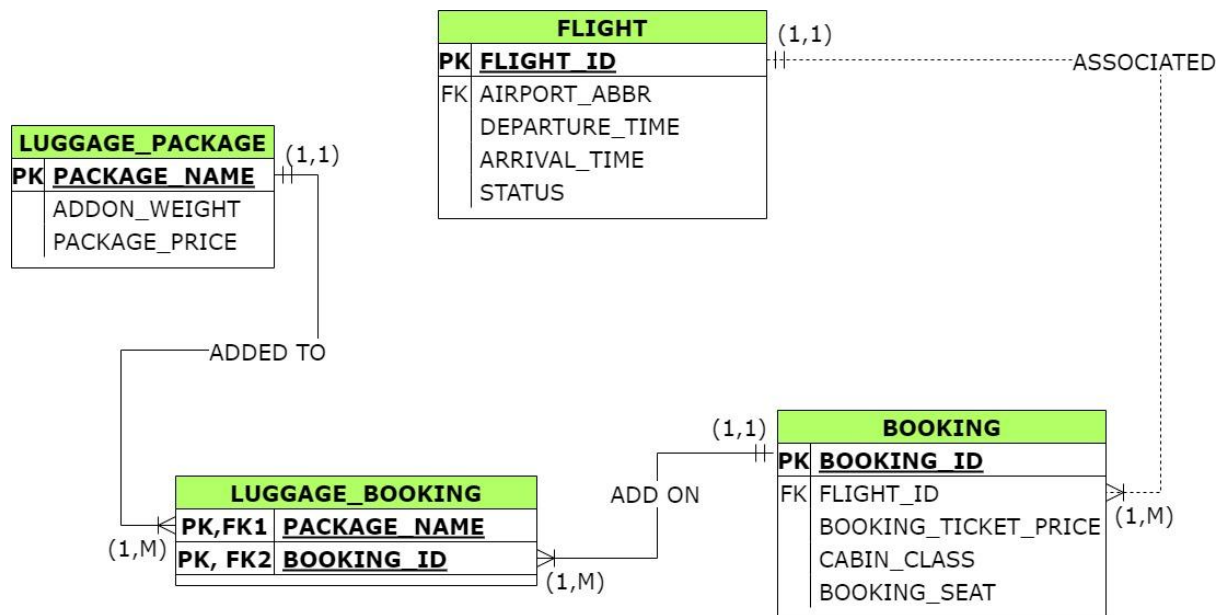 FLIGHT
(1,1)
PK FLIGHT_ID
ASSOCIATED
FK AIRPORT_ABBR
DEPARTURE_TIME
ARRIVAL_TIME
STATUS
LUGGAGE_PACKAGE
(1,1)
PK PACKAGE_NAME
ADDON_WEIGHT
PACKAGE_PRICE
ADDED TO
(1,1)
BOOKING
PK BOOKING_ID
FK FLIGHT_ID
BOOKING_TICKET_PRICE
CABIN_CLASS
BOOKING_SEAT
(1,M)
ADD ON
LUGGAGE_BOOKING
PK,FK1 PACKAGE_NAME
PK, FK2 BOOKING_ID
(1,M)
(1,M)